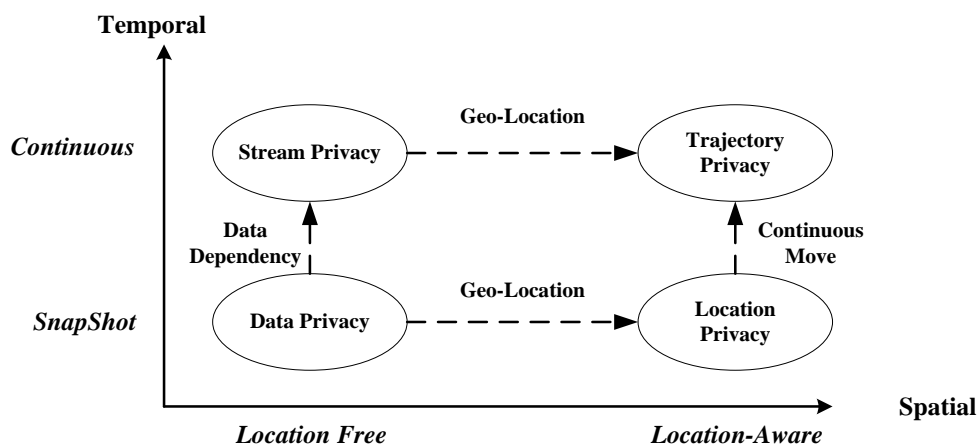 Temporal
Geo-Location
Continuous
Stream Privacy
Trajectory
Privacy
Data
Dependency
Continuous
Move
Geo-Location
SnapShot
Data Privacy
Location
Privacy
Spatial
Location Free
Location-Aware